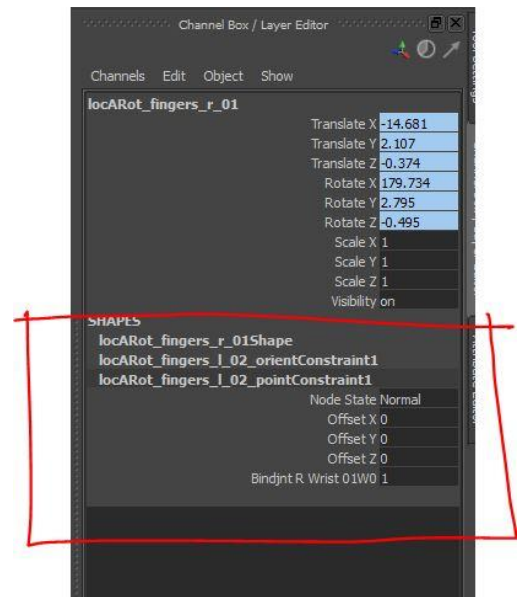 Channel Box / Layer Editor
Channels Edit Object Show
locARot_fingers_r_01
Translate X -14.681
Translate Y 2.107
Translate Z -0.374
Rotate X 179.734
Rotate Y 2.795
Rotate Z -0.495
Scale X 1
Scale Y 1
Scale Z 1
Visibility on
SHAPES
locARot_fingers_r_01Shape
locARot_fingers_l_02_orientConstraint1
locARot_fingers_l_02_pointConstraint1
Node State Normal
Offset X 0
Offset Y 0
Offset Z 0
Bindjnt R Wrist 01W0 1